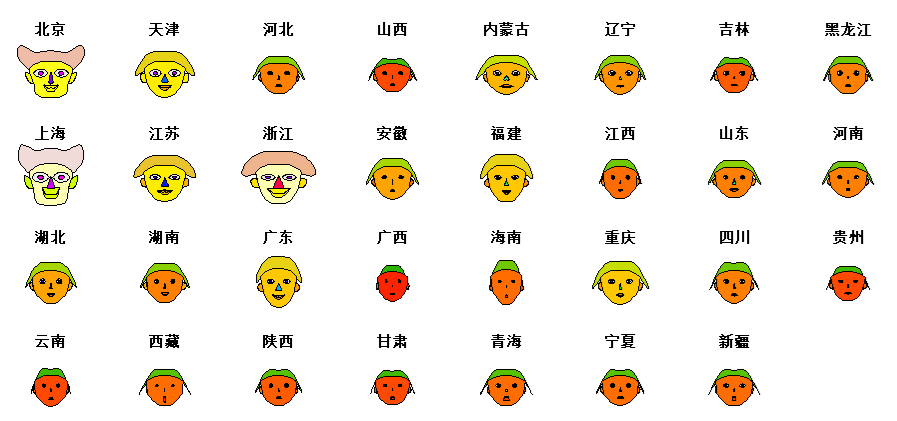 北京 天津 河北 山西 内蒙古 辽宁 吉林 黑龙江
上海 江苏 浙江 安徽 福建 江西 山东 河南
湖北 湖南 广东 广西 海南 重庆 四川 贵州
云南 西藏 陕西 甘肃 青海 宁夏 新疆